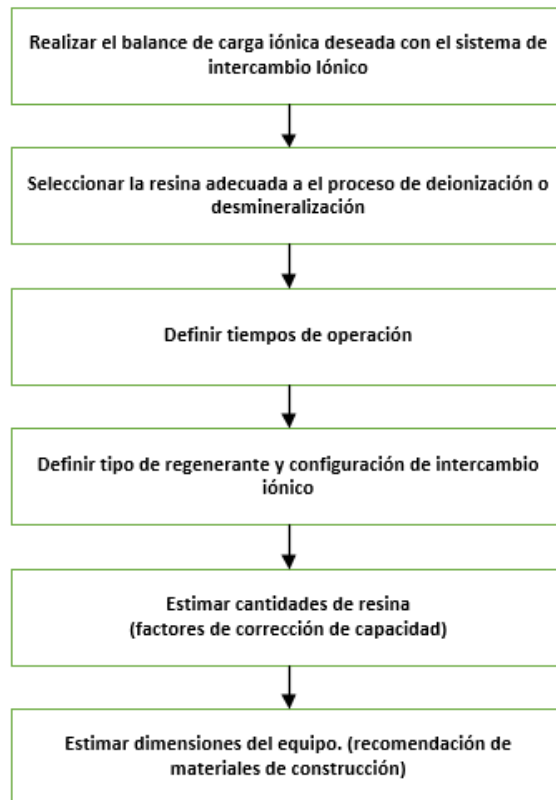 Realizar el balance de carga iónica deseada con el sistema de
intercambio Iónico
Seleccionar la resina adecuada a el proceso de deionización o
desmineralización
Definir tiempos de operación
Definir tipo de regenerante y configuración de intercambio
iónico
Estimar cantidades de resina
(factores de corrección de capacidad)
Estimar dimensiones del equipo. (recomendación de
materiales de construcción)